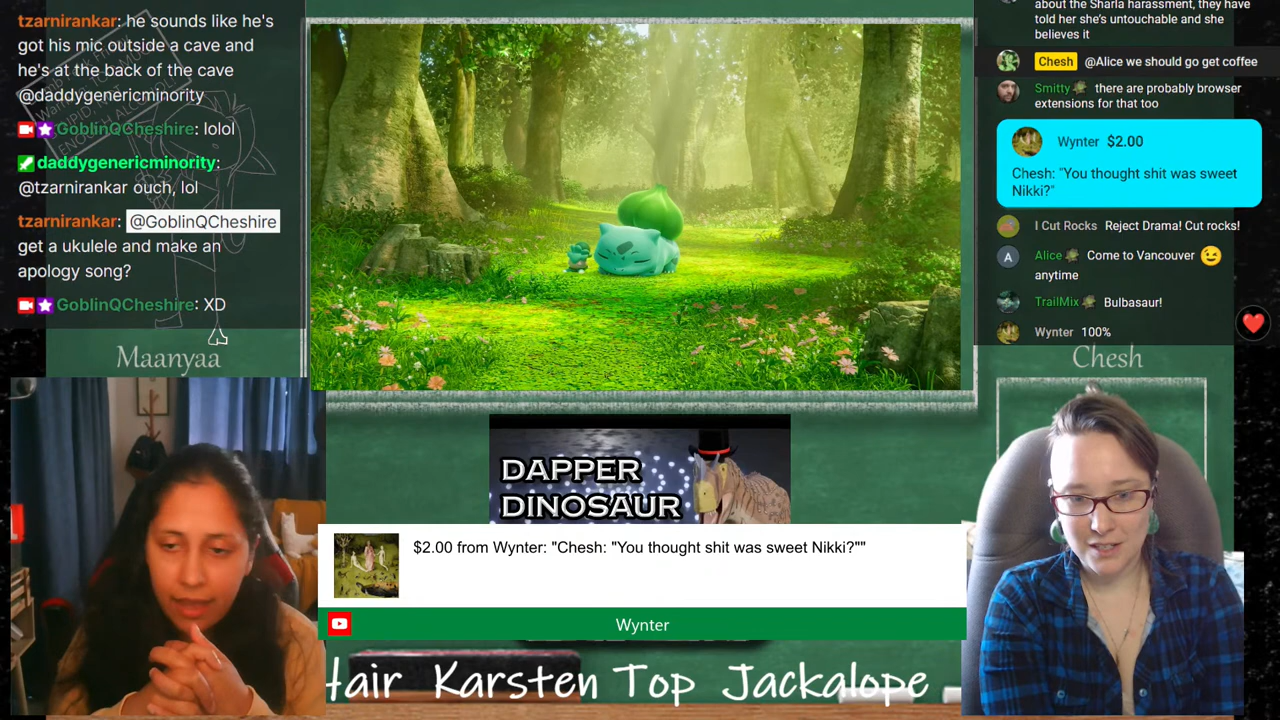 tzarnirankar: he sounds like he's
got his mic outside a cave and
he's at the back of the cave
@daddygenericminority
GoblinQCheshire: lolol
daddygenericminority:
@tzarnirankar ouch, lol
tzarnirankar: @GoblinQCheshire
get a ukulele and make an
apology song?
GoblinQCheshire: XD
Maanyaa
about the Sharla harassment, they have
told her she's untouchable and she
believes it
Chesh @Alice we should go get coffee
Smitty there are probably browser
extensions for that too
Wynter $2.00
Chesh: "You thought shit was sweet
Nikki?"
I Cut Rocks Reject Drama! Cut rocks!
A Alice Come to Vancouver 😉
anytime
TrailMix Bulbasaur!
Wynter 100%
Chesh
DAPPER
DINOSAUR
$2.00 from Wynter: "Chesh: "You thought shit was sweet Nikki?""
Wynter
Hair Karsten Top Jackalope